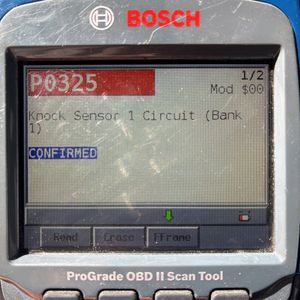 BOSCH
P0325
1/2
Mod $00
Knock Sensor 1 Circuit (Bank
1)
CONFIRMED
Read Erase FFrame
ProGrade OBD II Scan Tool